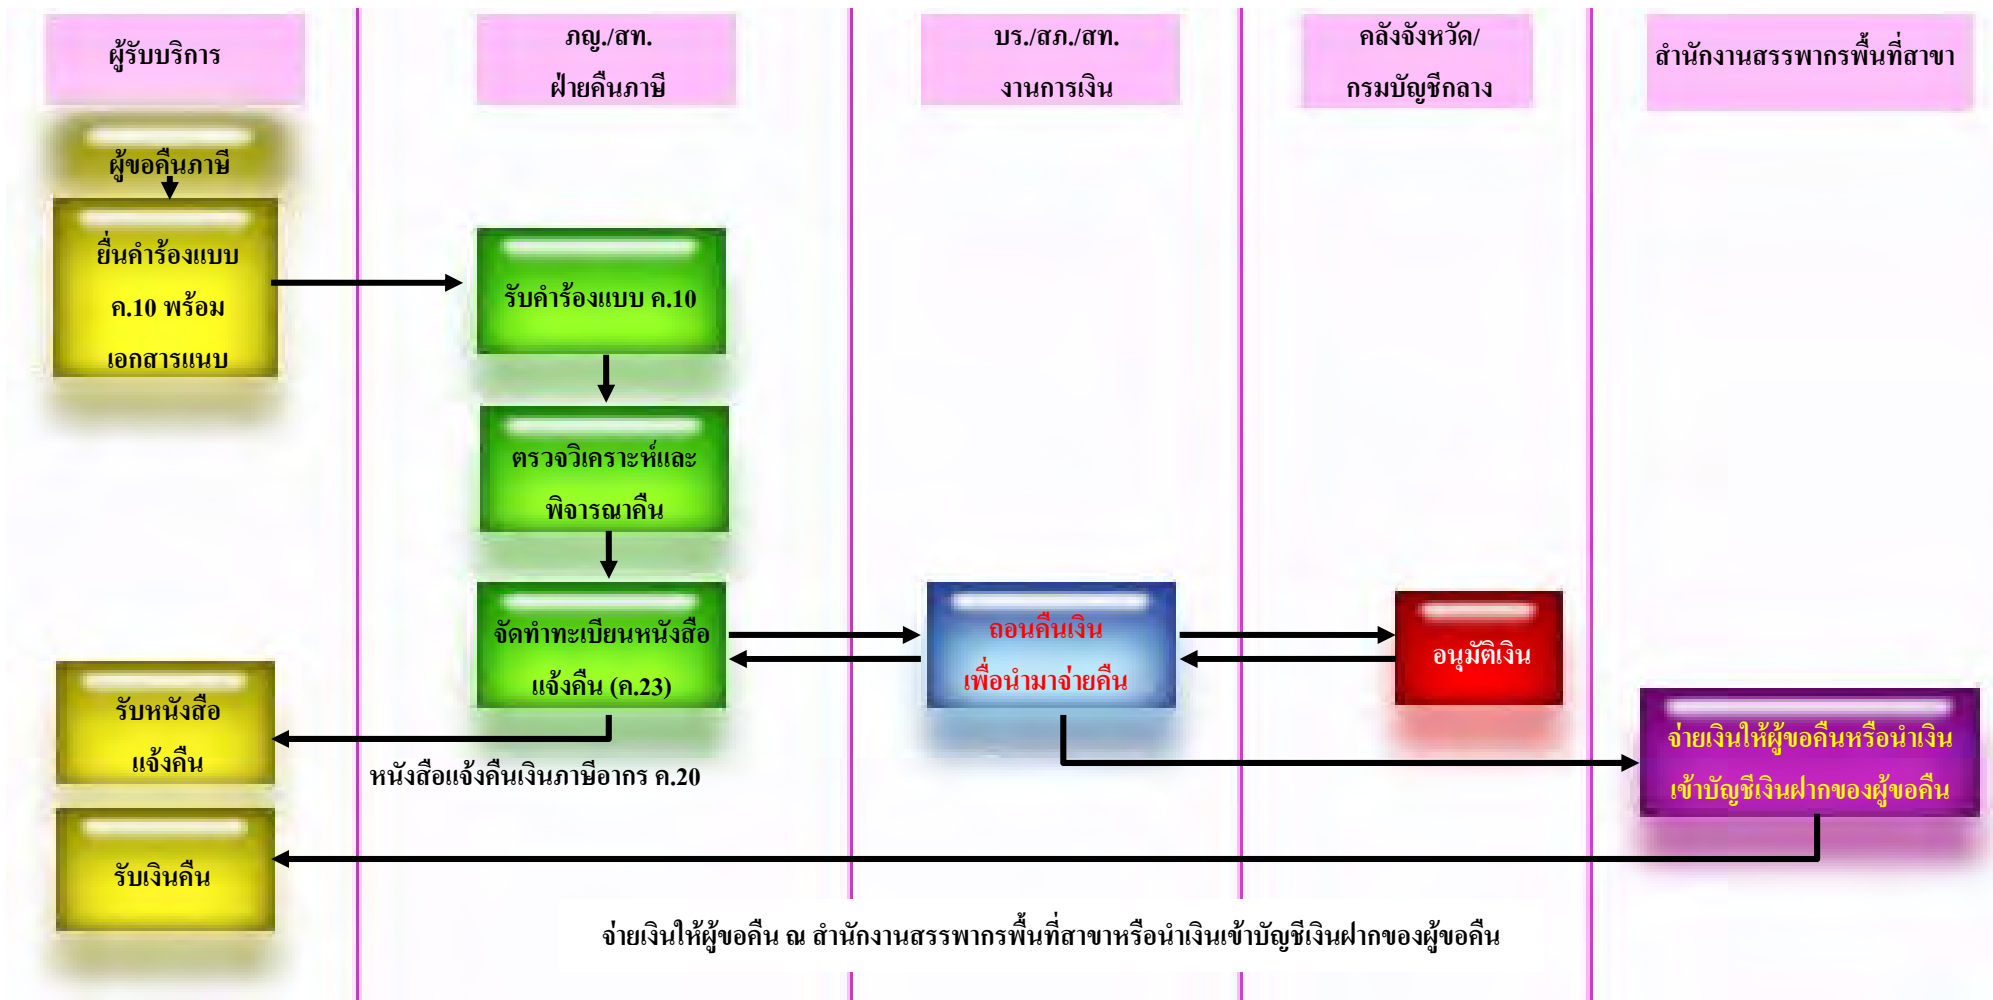 ผู้รับบริการ
ภญ./สท.
ฝ่ายคืนภาษี
บร./สภ./สท.
งานการเงิน
คลังจังหวัด/
กรมบัญชีกลาง
สำนักงานสรรพากรพื้นที่สาขา
ผู้ขอคืนภาษี
ยื่นคำร้องแบบ
ค.10 พร้อม
เอกสารแนบ
รับคำร้องแบบ ค.10
ตรวจวิเคราะห์และ
พิจารณาคืน
จัดทำทะเบียนหนังสือ
แจ้งคืน (ค.23)
ถอนคืนเงิน
เพื่อนำมาจ่ายคืน
อนุมัติเงิน
จ่ายเงินให้ผู้ขอคืนหรือนำเงิน
เข้าบัญชีเงินฝากของผู้ขอคืน
รับหนังสือ
แจ้งคืน
หนังสือแจ้งคืนเงินภาษีอากร ค.20
รับเงินคืน
จ่ายเงินให้ผู้ขอคืน ณ สำนักงานสรรพากรพื้นที่สาขาหรือนำเงินเข้าบัญชีเงินฝากของผู้ขอคืน